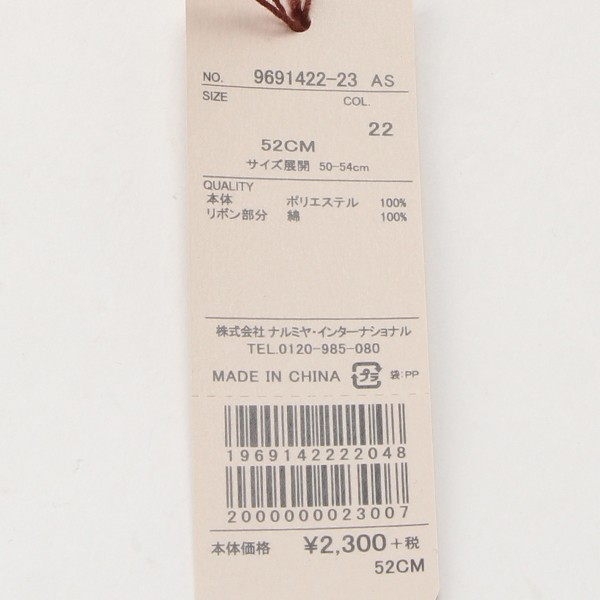 NO. 9691422-23 AS
SIZE COL.
22
52CM
サイズ展開 50-54cm
QUALITY
本体 ポリエステル 100%
リボン部分 綿 100%
株式会社 ナルミヤ・インターナショナル
TEL.0120-985-080
MADE IN CHINA プラ 袋:PP
1969142222048
2000000023007
本体価格 ¥2,300+税
52CM